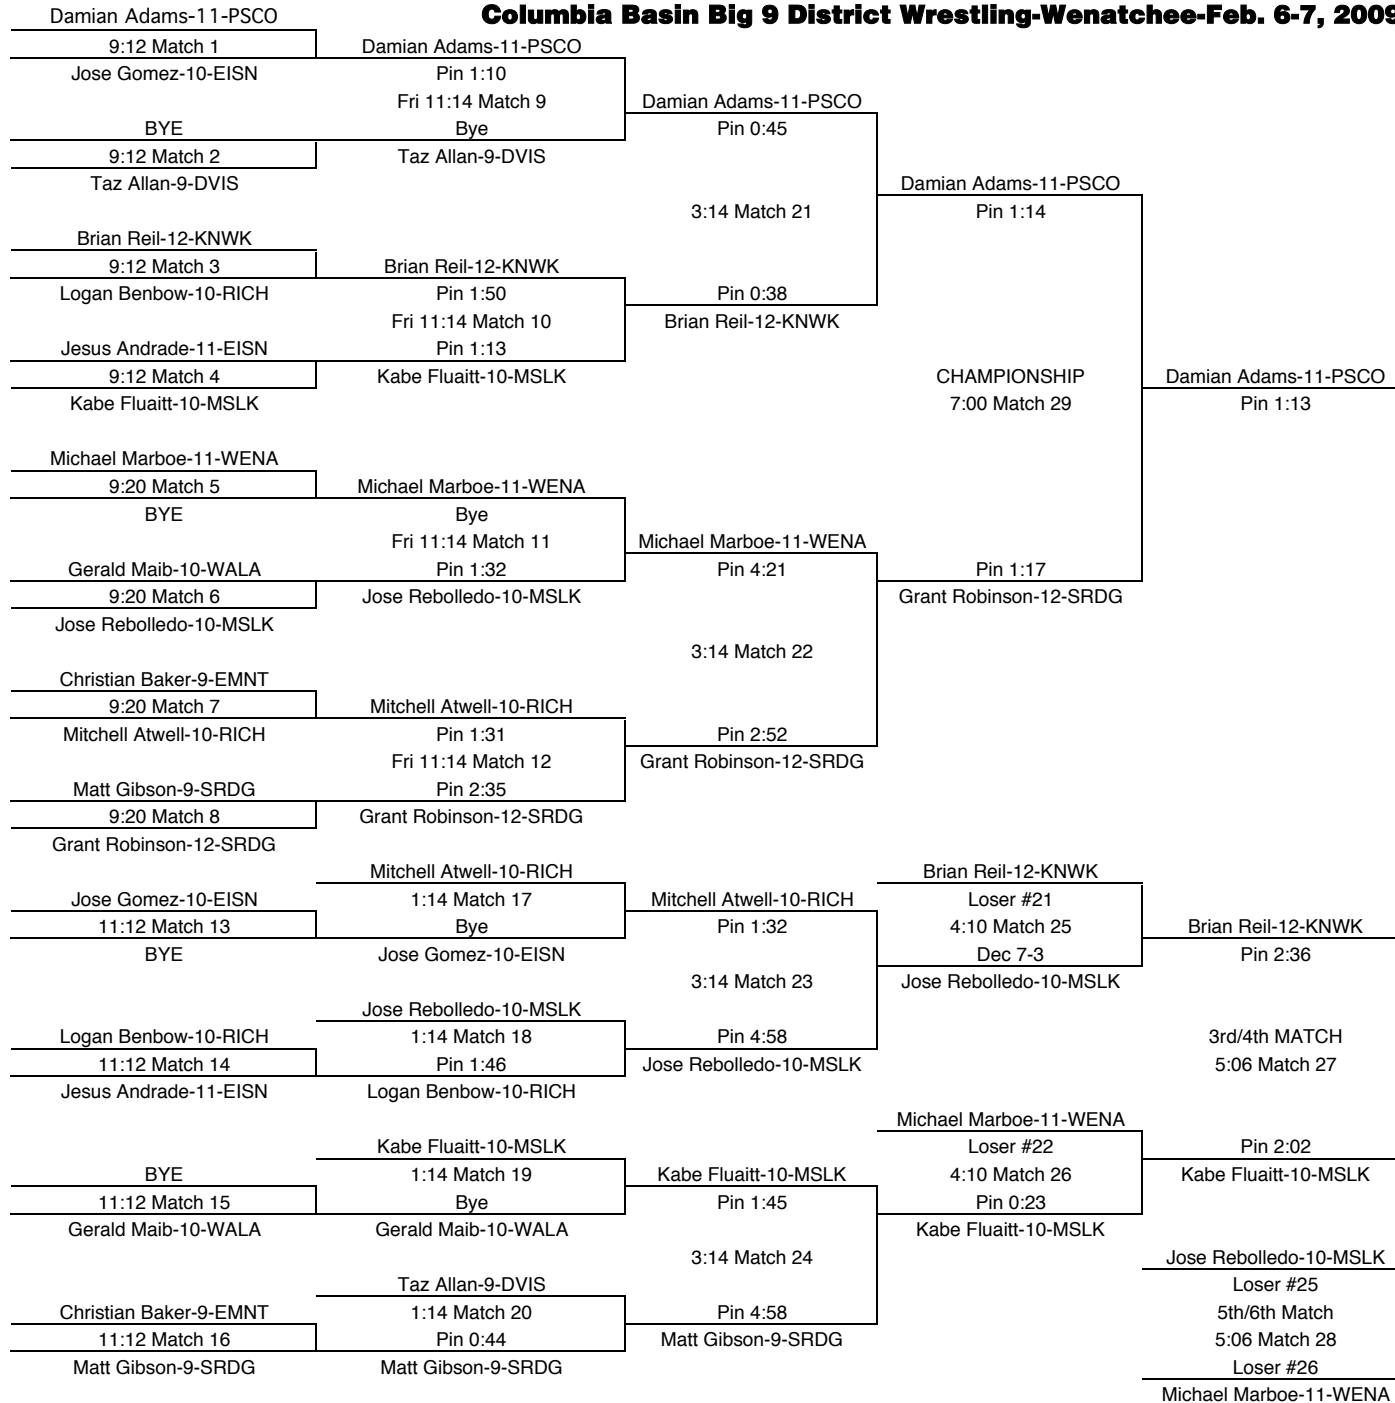 Columbia Basin Big 9 District Wrestling-Wenatchee-Feb. 6-7, 2009
Damian Adams-11-PSCO
9:12 Match 1
Jose Gomez-10-EISN
BYE
9:12 Match 2
Taz Allan-9-DVIS
Brian Reil-12-KNWK
9:12 Match 3
Logan Benbow-10-RICH
Jesus Andrade-11-EISN
9:12 Match 4
Kabe Fluaitt-10-MSLK
Michael Marboe-11-WENA
9:20 Match 5
BYE
Gerald Maib-10-WALA
9:20 Match 6
Jose Rebolledo-10-MSLK
Christian Baker-9-EMNT
9:20 Match 7
Mitchell Atwell-10-RICH
Matt Gibson-9-SRDG
9:20 Match 8
Grant Robinson-12-SRDG
Damian Adams-11-PSCO
Pin 1:10
Fri 11:14 Match 9
Bye
Taz Allan-9-DVIS
Brian Reil-12-KNWK
Pin 1:50
Fri 11:14 Match 10
Pin 1:13
Kabe Fluaitt-10-MSLK
Michael Marboe-11-WENA
Bye
Fri 11:14 Match 11
Pin 1:32
Jose Rebolledo-10-MSLK
Mitchell Atwell-10-RICH
Pin 1:31
Fri 11:14 Match 12
Pin 2:35
Grant Robinson-12-SRDG
Damian Adams-11-PSCO
Pin 0:45
3:14 Match 21
Pin 0:38
Brian Reil-12-KNWK
Michael Marboe-11-WENA
Pin 4:21
3:14 Match 22
Pin 2:52
Grant Robinson-12-SRDG
Damian Adams-11-PSCO
Pin 1:14
CHAMPIONSHIP
7:00 Match 29
Pin 1:17
Grant Robinson-12-SRDG
Damian Adams-11-PSCO
Pin 1:13
Jose Gomez-10-EISN
11:12 Match 13
BYE
Logan Benbow-10-RICH
11:12 Match 14
Jesus Andrade-11-EISN
BYE
11:12 Match 15
Gerald Maib-10-WALA
Christian Baker-9-EMNT
11:12 Match 16
Matt Gibson-9-SRDG
Mitchell Atwell-10-RICH
1:14 Match 17
Bye
Jose Gomez-10-EISN
Jose Rebolledo-10-MSLK
1:14 Match 18
Pin 1:46
Logan Benbow-10-RICH
Kabe Fluaitt-10-MSLK
1:14 Match 19
Bye
Gerald Maib-10-WALA
Taz Allan-9-DVIS
1:14 Match 20
Pin 0:44
Matt Gibson-9-SRDG
Mitchell Atwell-10-RICH
Pin 1:32
3:14 Match 23
Pin 4:58
Jose Rebolledo-10-MSLK
Kabe Fluaitt-10-MSLK
Pin 1:45
3:14 Match 24
Pin 4:58
Matt Gibson-9-SRDG
Brian Reil-12-KNWK
Loser #21
4:10 Match 25
Dec 7-3
Jose Rebolledo-10-MSLK
Michael Marboe-11-WENA
Loser #22
4:10 Match 26
Pin 0:23
Kabe Fluaitt-10-MSLK
Brian Reil-12-KNWK
Pin 2:36
3rd/4th MATCH
5:06 Match 27
Pin 2:02
Kabe Fluaitt-10-MSLK
Jose Rebolledo-10-MSLK
Loser #25
5th/6th Match
5:06 Match 28
Loser #26
Michael Marboe-11-WENA